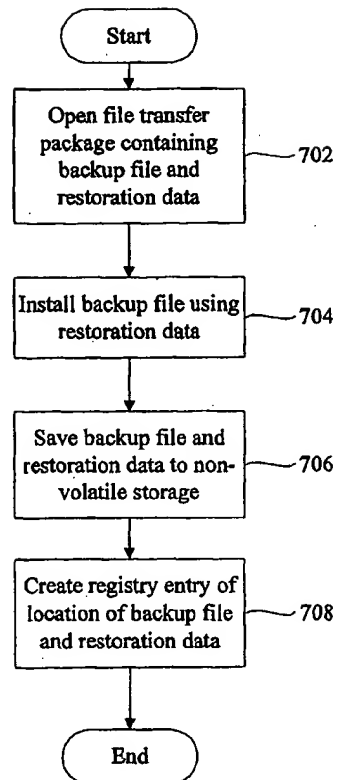 Start
Open file transfer
package containing
backup file and
restoration data
702
Install backup file using
restoration data
704
Save backup file and
restoration data to non-
volatile storage
706
Create registry entry of
location of backup file
and restoration data
708
End